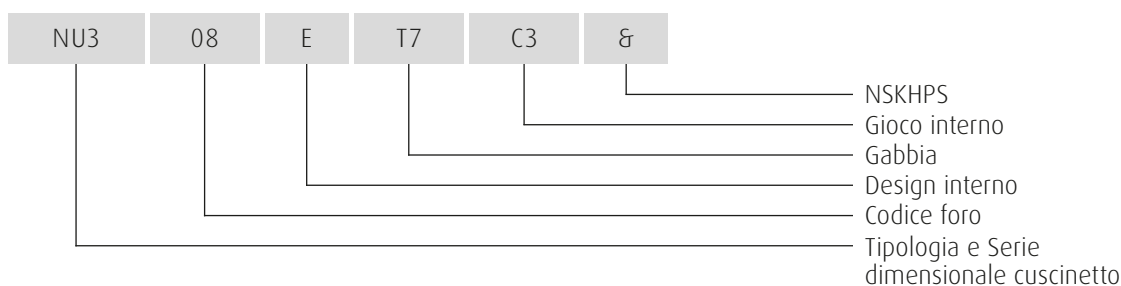 NU3 08 E T7 C3 &
NSKHPS
Gioco interno
Gabbia
Design interno
Codice foro
Tipologia e Serie
dimensionale cuscinetto